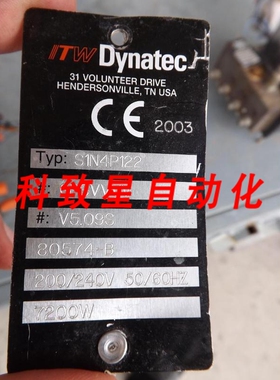 ITW Dynatec
31 VOLUNTEER DRIVE
HENDERSONVILLE, TN USA
CE 2003
Typ: S1N4P122
科致星自动化
#: V5.09S
80574-B
200/240V 50/60HZ
7200W